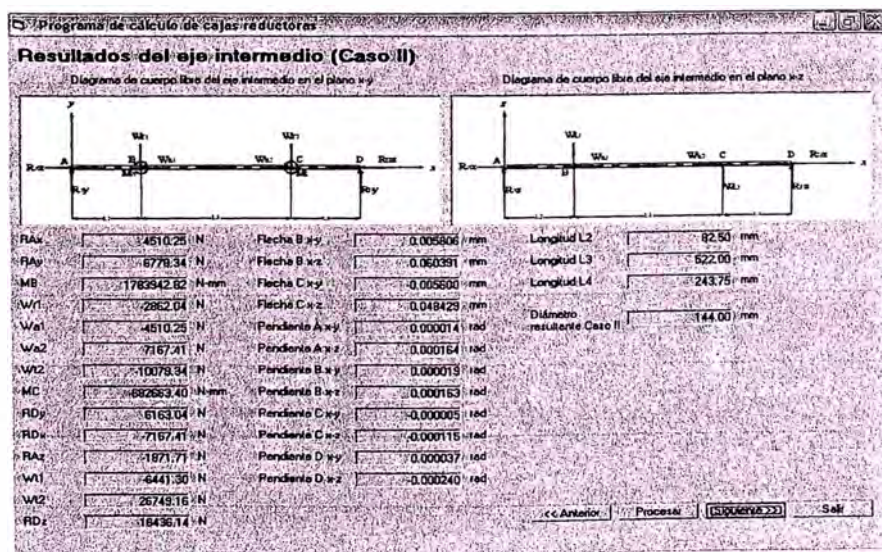 Programa de cálculo de cajas reductoras
Resultados del eje intermedio (Caso II)
Diagrama de cuerpo libre del eje intermedio en el plano x-y
Diagrama de cuerpo libre del eje intermedio en el plano x-z
y
A B C D x
z
A B C D x
RAx 4510.25 N
RAy 6778.34 N
MB 1783942.62 N-mm
Wr1 -2862.04 N
Wa1 -4510.25 N
Wa2 7167.41 N
Wt2 -10079.34 N
MC -682663.40 N-mm
RDy 6163.04 N
RDx -7167.41 N
RAz -1871.71 N
Wt1 -6441.30 N
Wt2 26749.16 N
RDz -18436.14 N
Flecha B x-y 0.005806 mm
Flecha B x-z 0.060391 mm
Flecha C x-y -0.005600 mm
Flecha C x-z 0.048429 mm
Pendiente A x-y 0.000014 rad
Pendiente A x-z 0.000164 rad
Pendiente B x-y 0.000019 rad
Pendiente B x-z 0.000163 rad
Pendiente C x-y -0.000005 rad
Pendiente C x-z -0.000115 rad
Pendiente D x-y 0.000037 rad
Pendiente D x-z -0.000240 rad
Longitud L2 82.50 mm
Longitud L3 622.00 mm
Longitud L4 243.75 mm
Diámetro
resultante Caso II 144.00 mm
<< Anterior Procesar Siguiente >> Salir